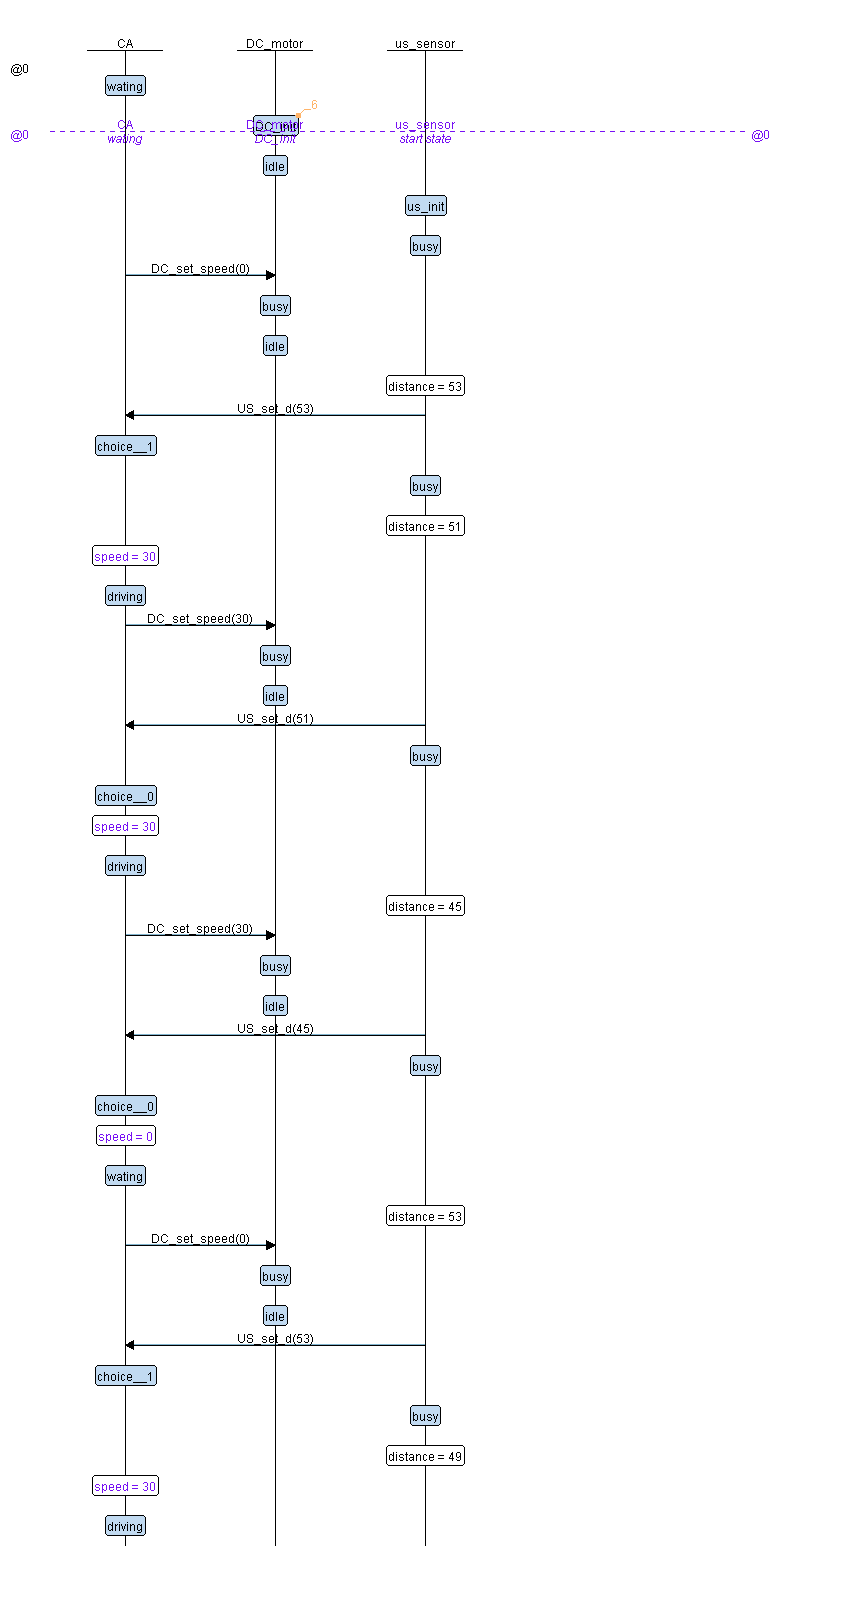 CA DC_motor us_sensor
@0
wating
_6
CA DC_motor us_sensor
DC_init
@0 @0
wating DC_init start state
idle
us_init
busy
DC_set_speed(0)
busy
idle
distance = 53
US_set_d(53)
choice__1
busy
distance = 51
speed = 30
driving
DC_set_speed(30)
busy
idle
US_set_d(51)
busy
choice__0
speed = 30
driving
distance = 45
DC_set_speed(30)
busy
idle
US_set_d(45)
busy
choice__0
speed = 0
wating
distance = 53
DC_set_speed(0)
busy
idle
US_set_d(53)
choice__1
busy
distance = 49
speed = 30
driving